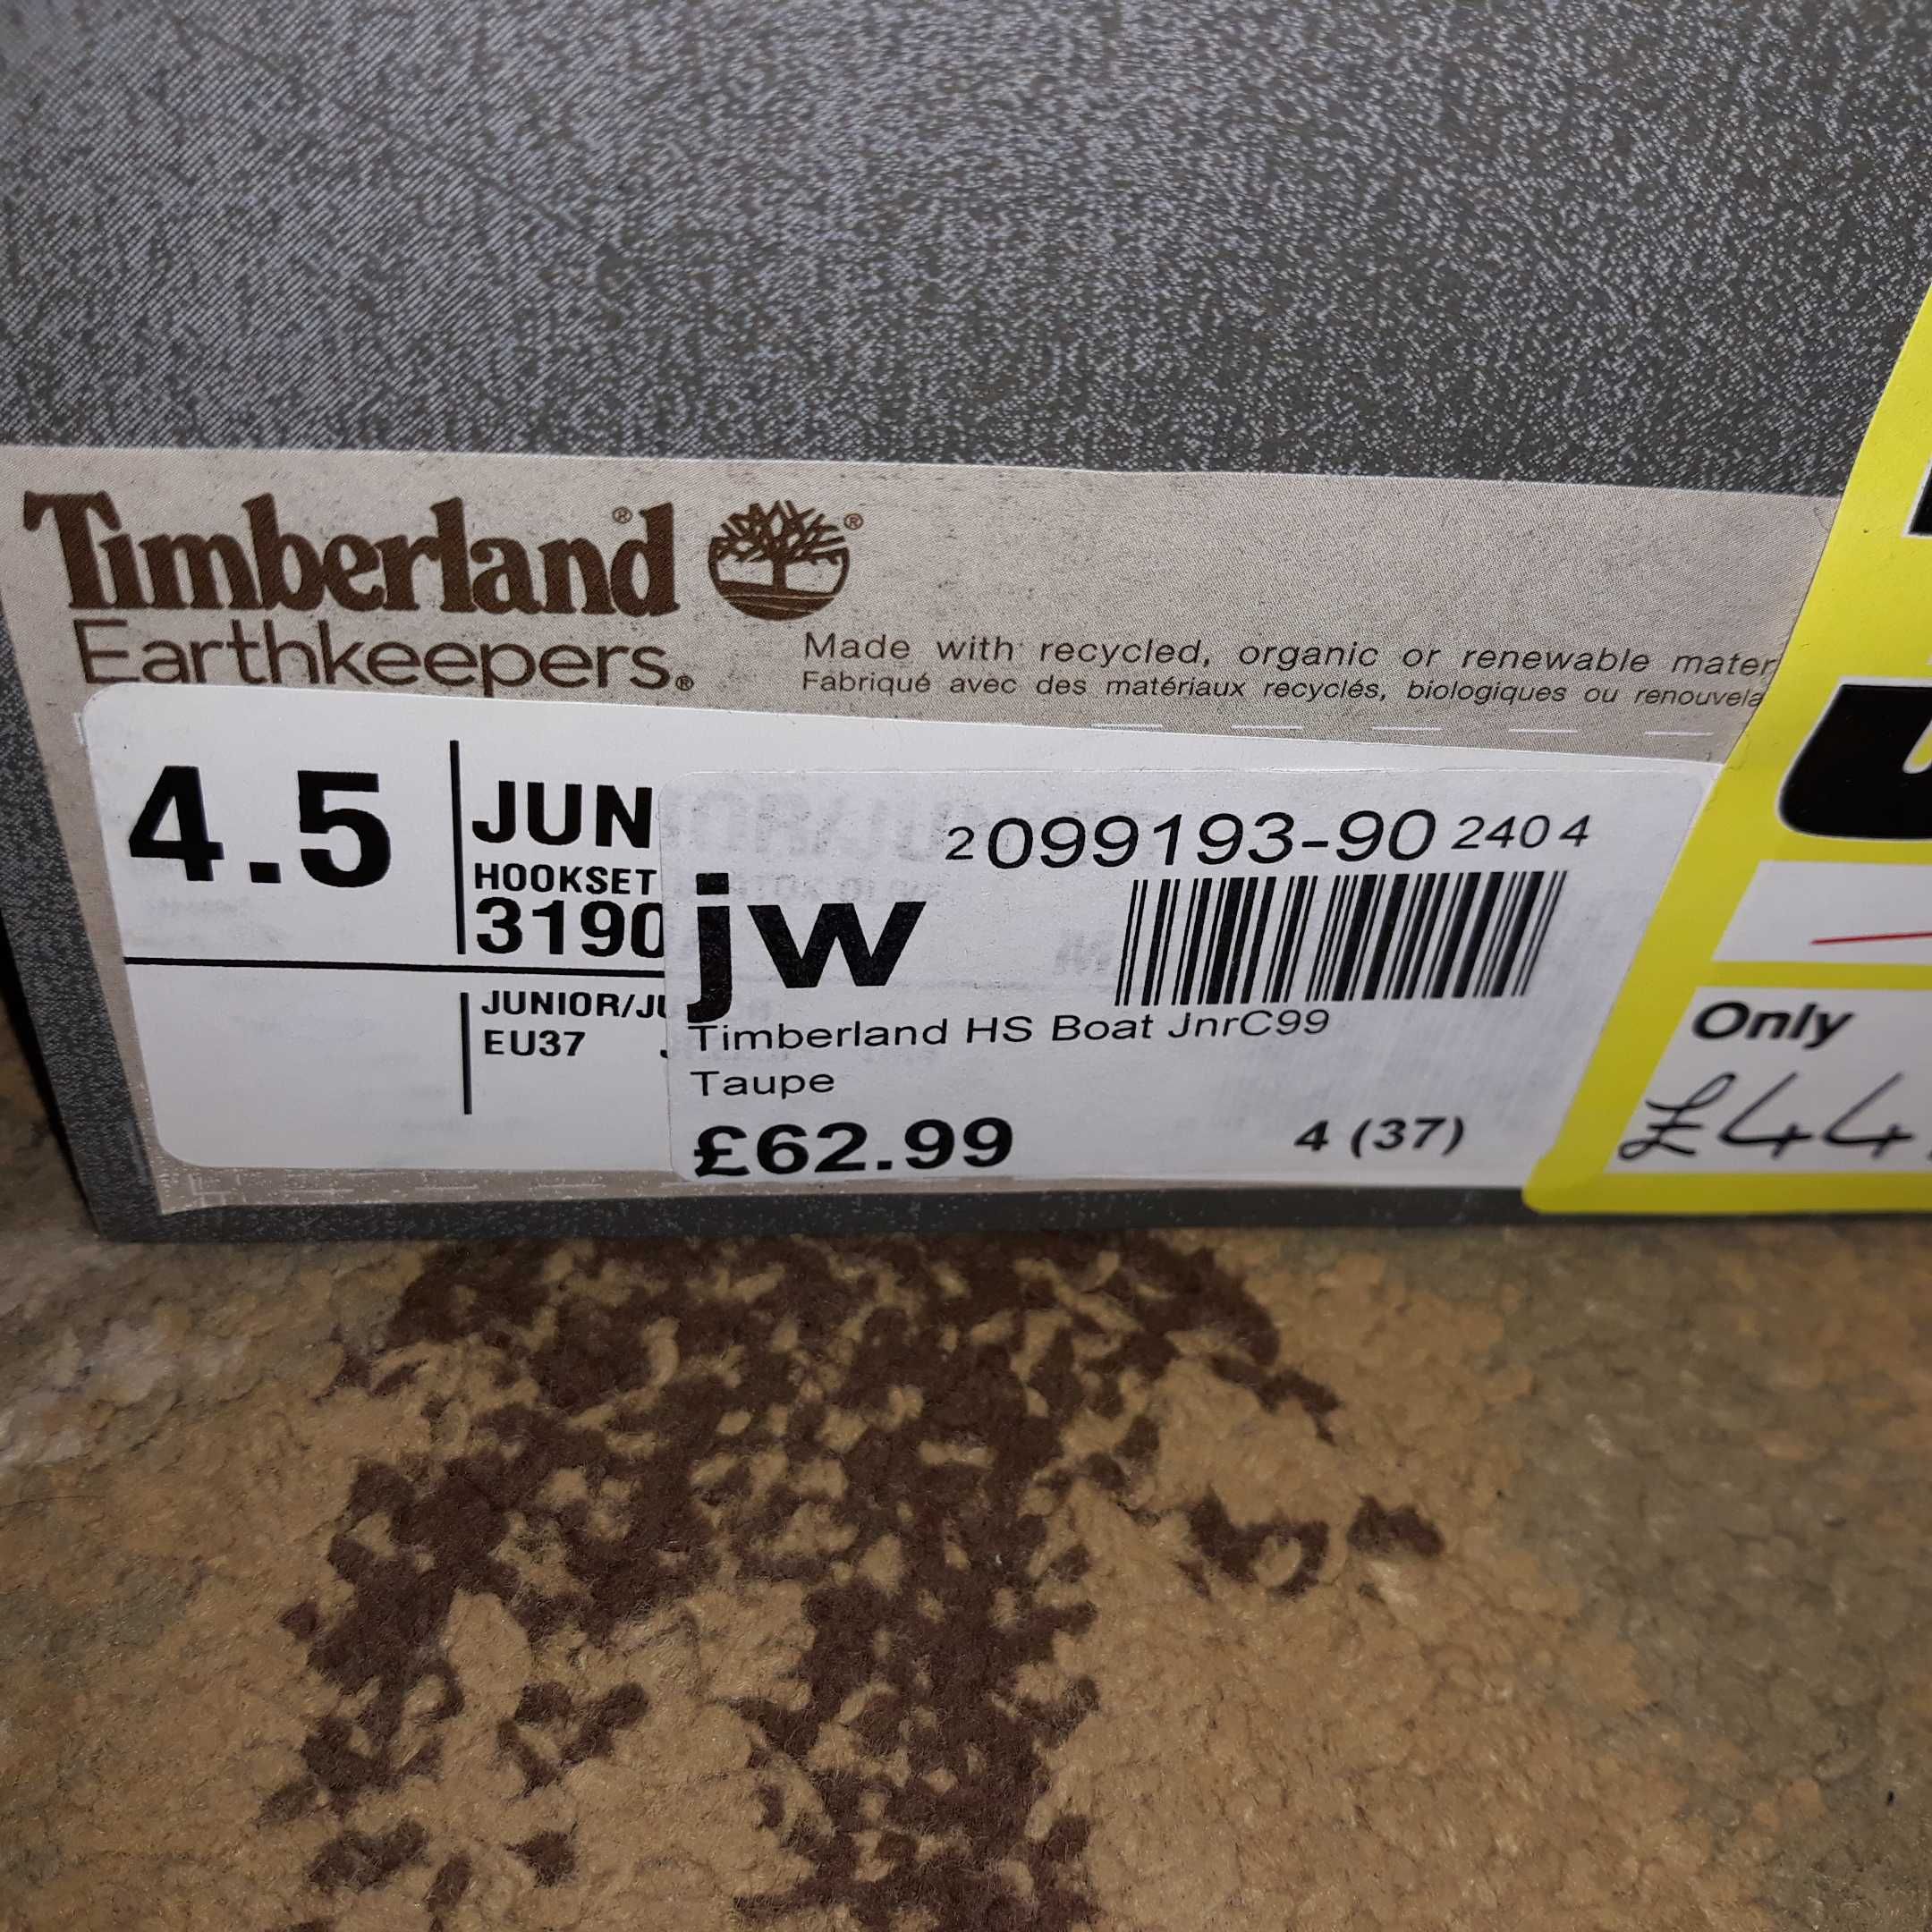 Timberland®
®
Earthkeepers®
Made with recycled, organic or renewable mater
Fabriqué avec des matériaux recyclés, biologiques ou renouvela
4.5
JUN
HOOKSET
3190
JUNIOR/JU
EU37
2099193-90 2404
jw
Timberland HS Boat JnrC99
Taupe
£62.99
4 (37)
Only
£44.